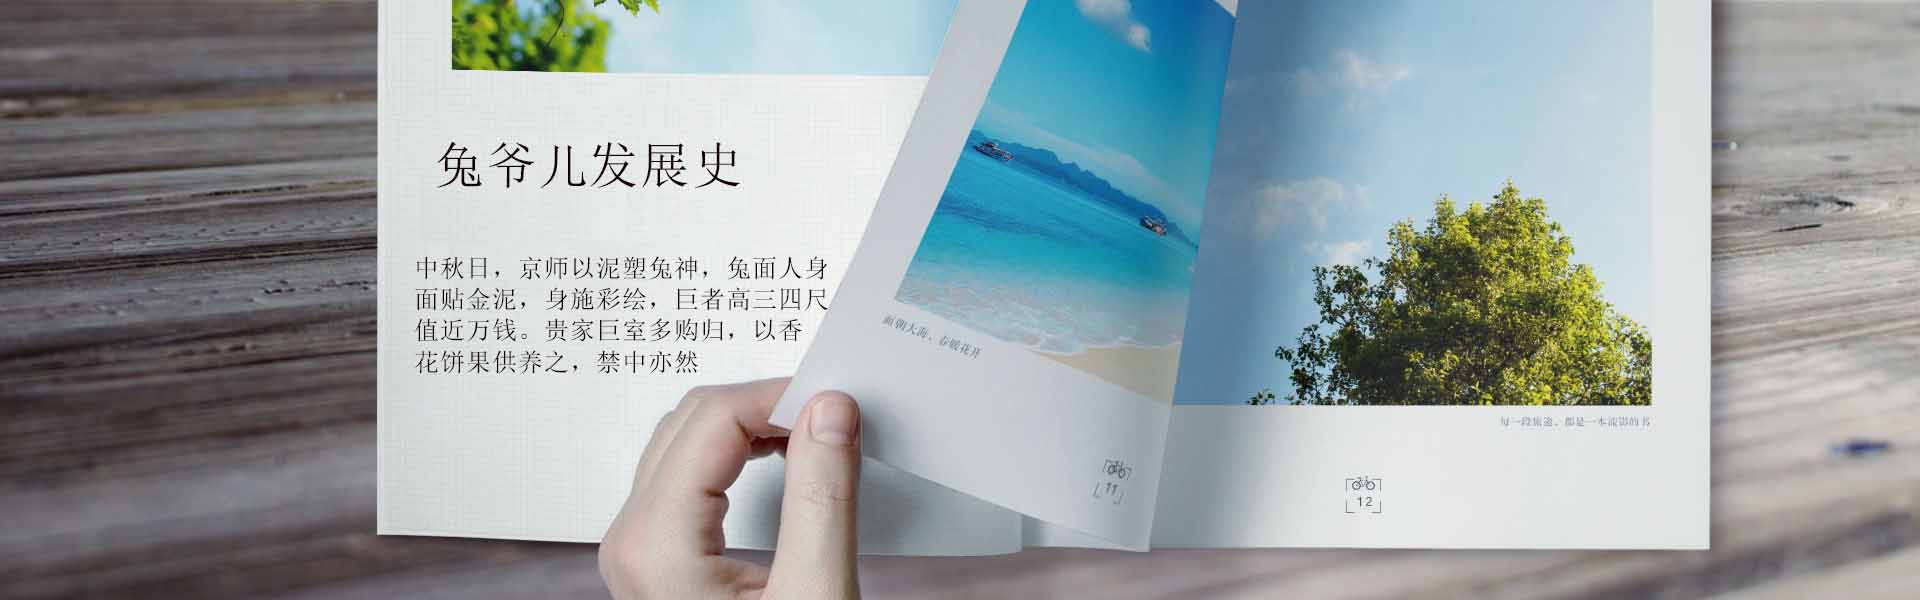 兔爷儿发展史
中秋日，京师以泥塑兔神，兔面人身
面贴金泥，身施彩绘，巨者高三四尺
值近万钱。贵家巨室多购归，以香
花饼果供养之，禁中亦然
面朝大海、春暖花开
11
每一段旅途、都是一本流影的书
12